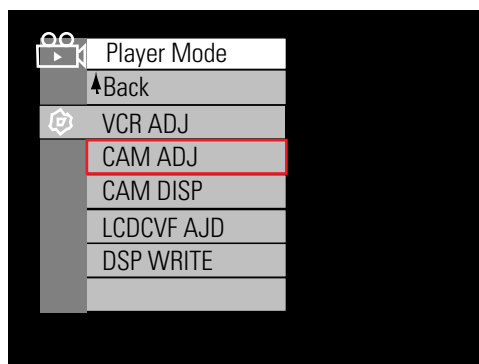 Player Mode
Back
VCR ADJ
CAM ADJ
CAM DISP
LCDCVF AJD
DSP WRITE